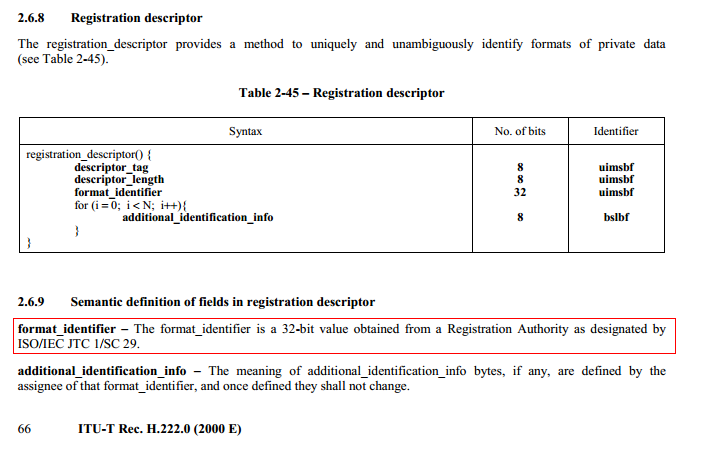 2.6.8 Registration descriptor
The registration_descriptor provides a method to uniquely and unambiguously identify formats of private data
(see Table 2-45).
Table 2-45 – Registration descriptor
Syntax No. of bits Identifier
registration_descriptor() {
descriptor_tag 8 uimsbf
descriptor_length 8 uimsbf
format_identifier 32 uimsbf
for (i = 0; i < N; i++){
additional_identification_info 8 bslbf
}
}
2.6.9 Semantic definition of fields in registration descriptor
format_identifier – The format_identifier is a 32-bit value obtained from a Registration Authority as designated by
ISO/IEC JTC 1/SC 29.
additional_identification_info – The meaning of additional_identification_info bytes, if any, are defined by the
assignee of that format_identifier, and once defined they shall not change.
66 ITU-T Rec. H.222.0 (2000 E)